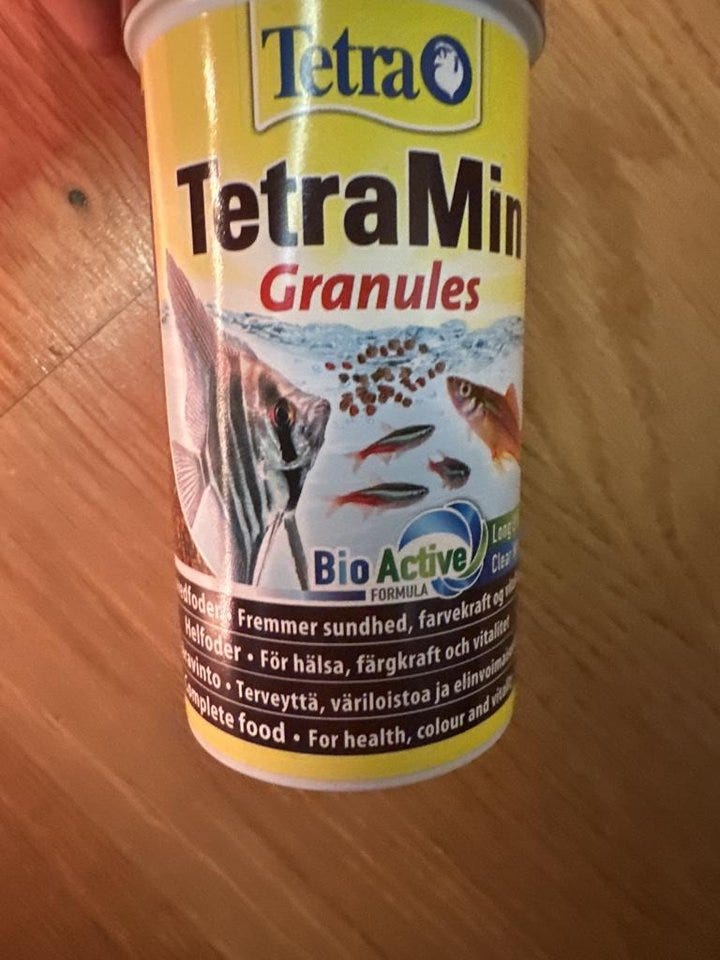 Tetra
TetraMin
Granules
Bio Active
FORMULA
Fremmer sundhed, farvekraft og
Helfoder • För hälsa, färgkraft och vitalitet
• Terveyttä, väriloistoa ja
Complete food • For health, colour and